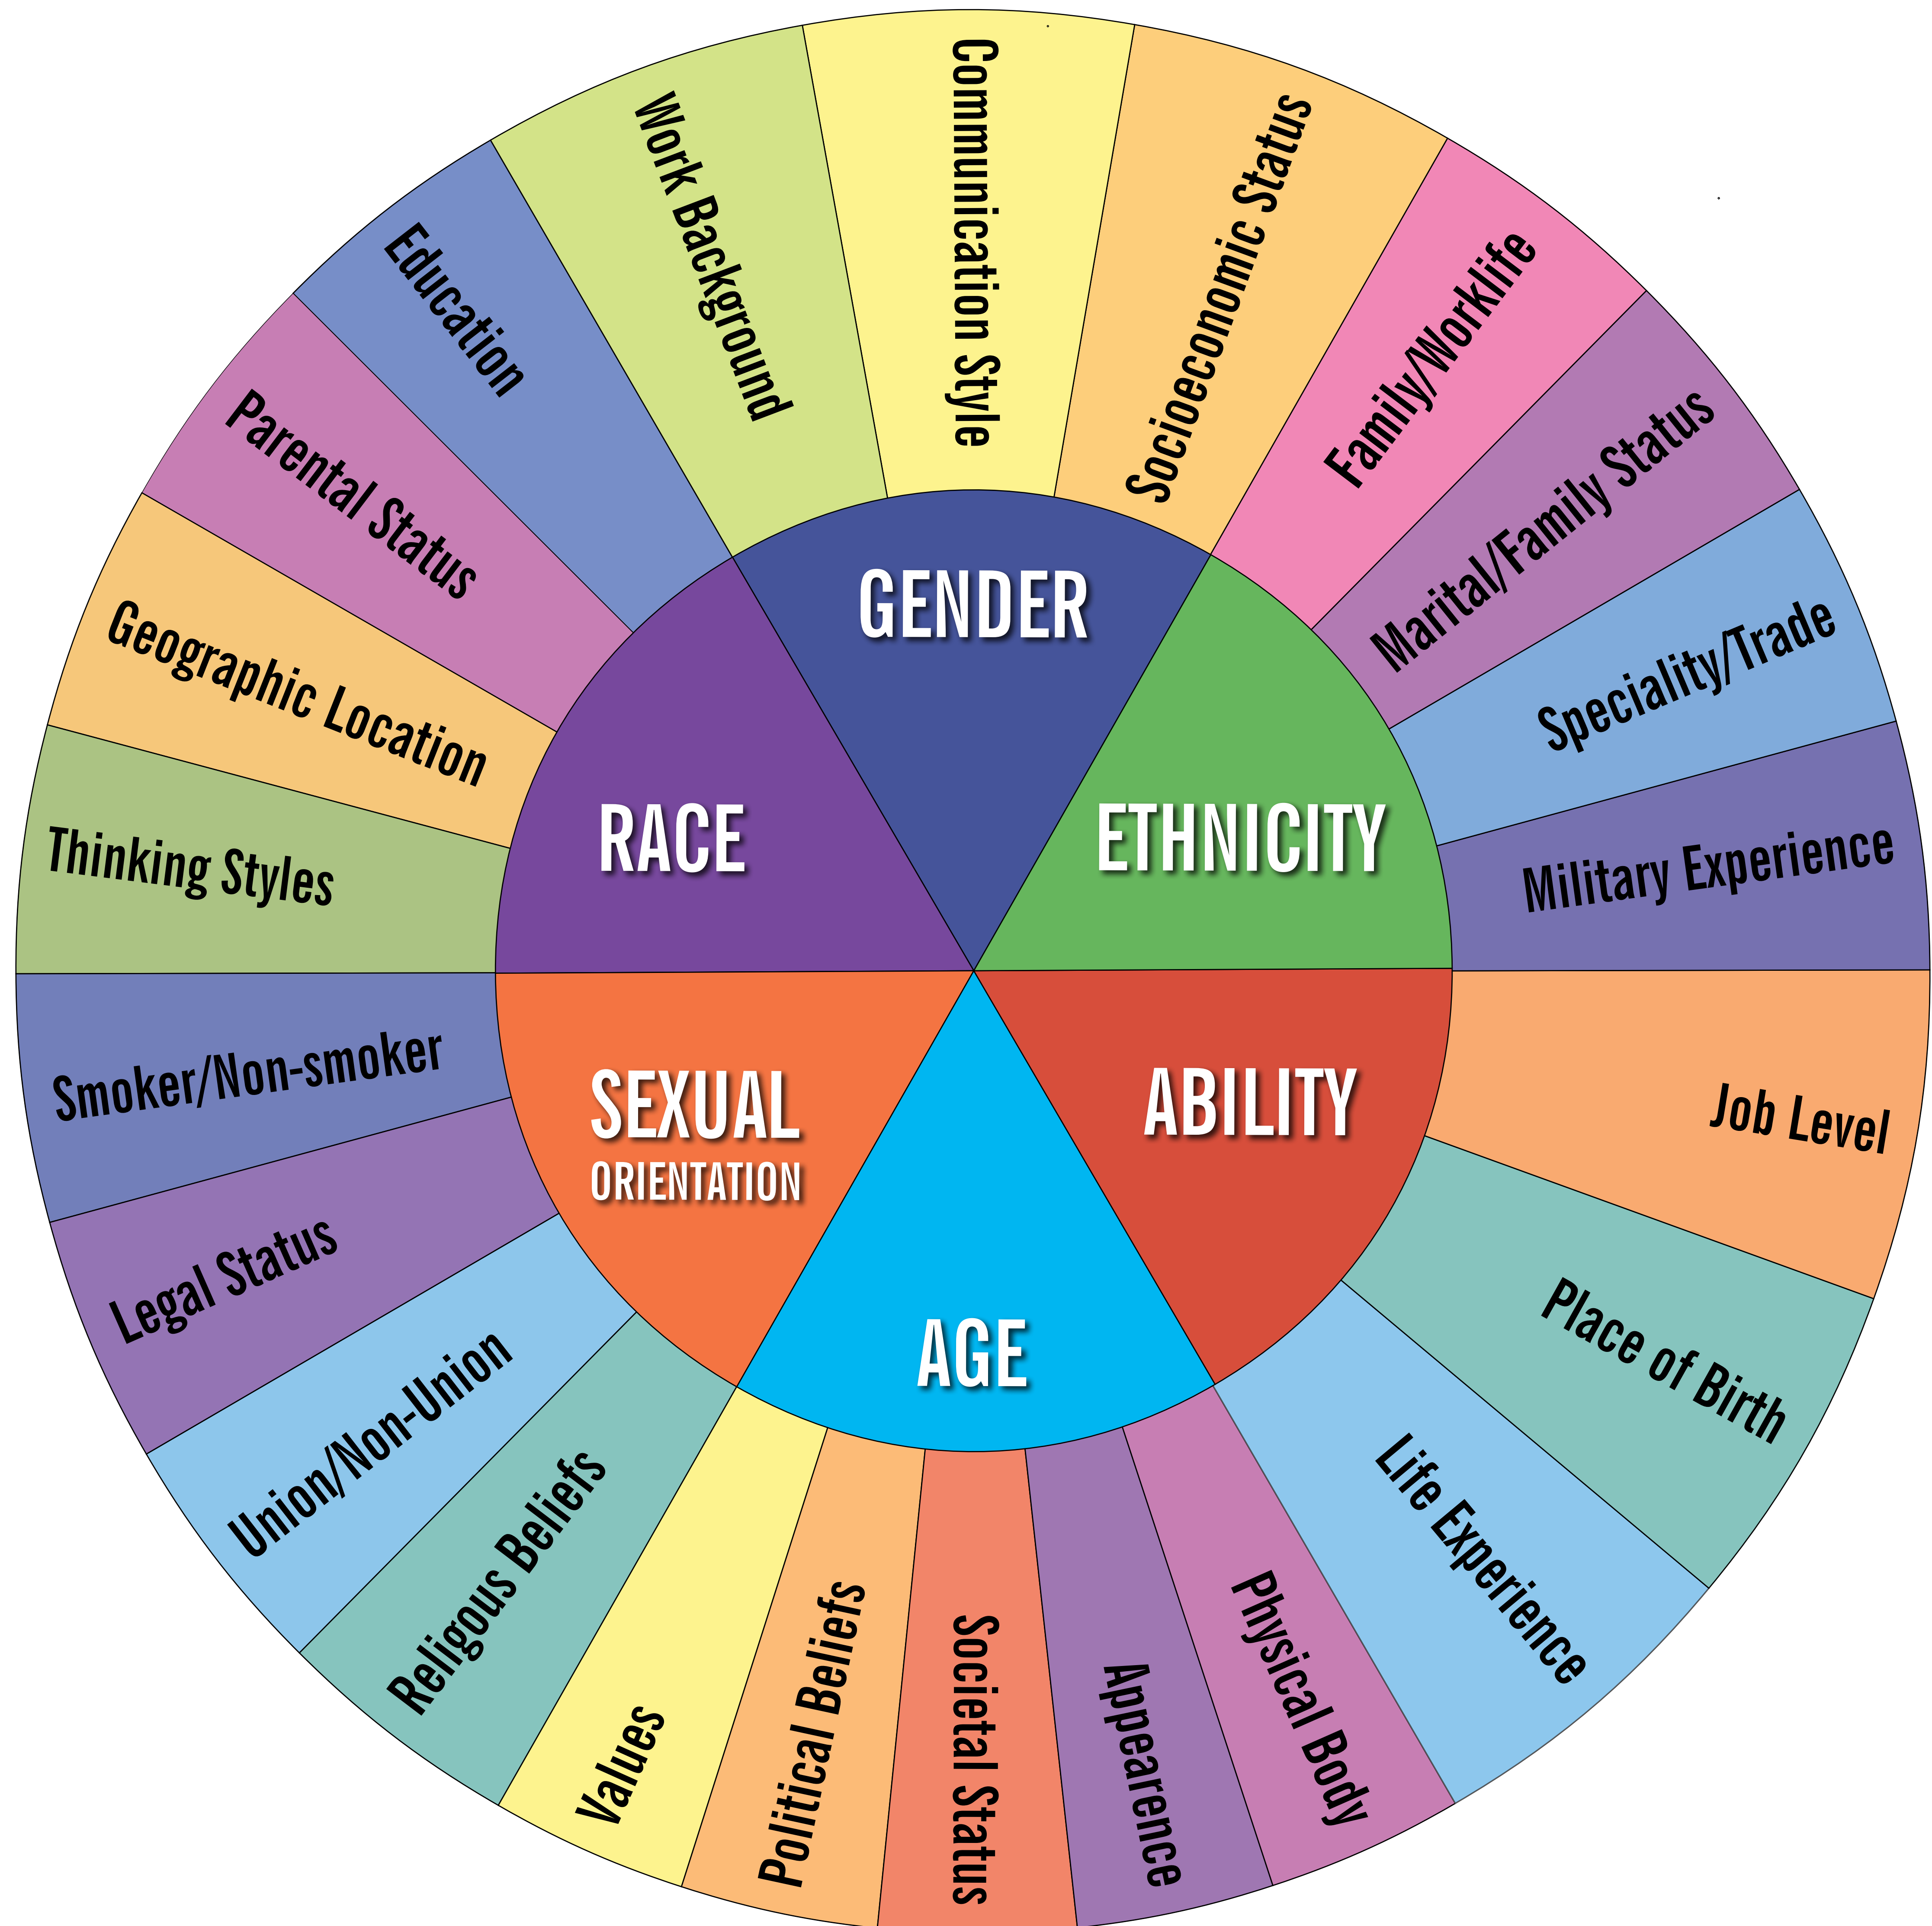 Communication Style
Socioeconomic Status
Family/Worklife
Marital/Family Status
Speciality/Trade
Military Experience
Job Level
Place of Birth
Life Experience
Physical Body
Appearence
Societal Status
Political Beliefs
Values
Religous Beliefs
Union/Non-Union
Legal Status
Smoker/Non-smoker
Thinking Styles
Geographic Location
Parental Status
Education
Work Background
GENDER
ETHNICITY
ABILITY
AGE
SEXUAL
ORIENTATION
RACE